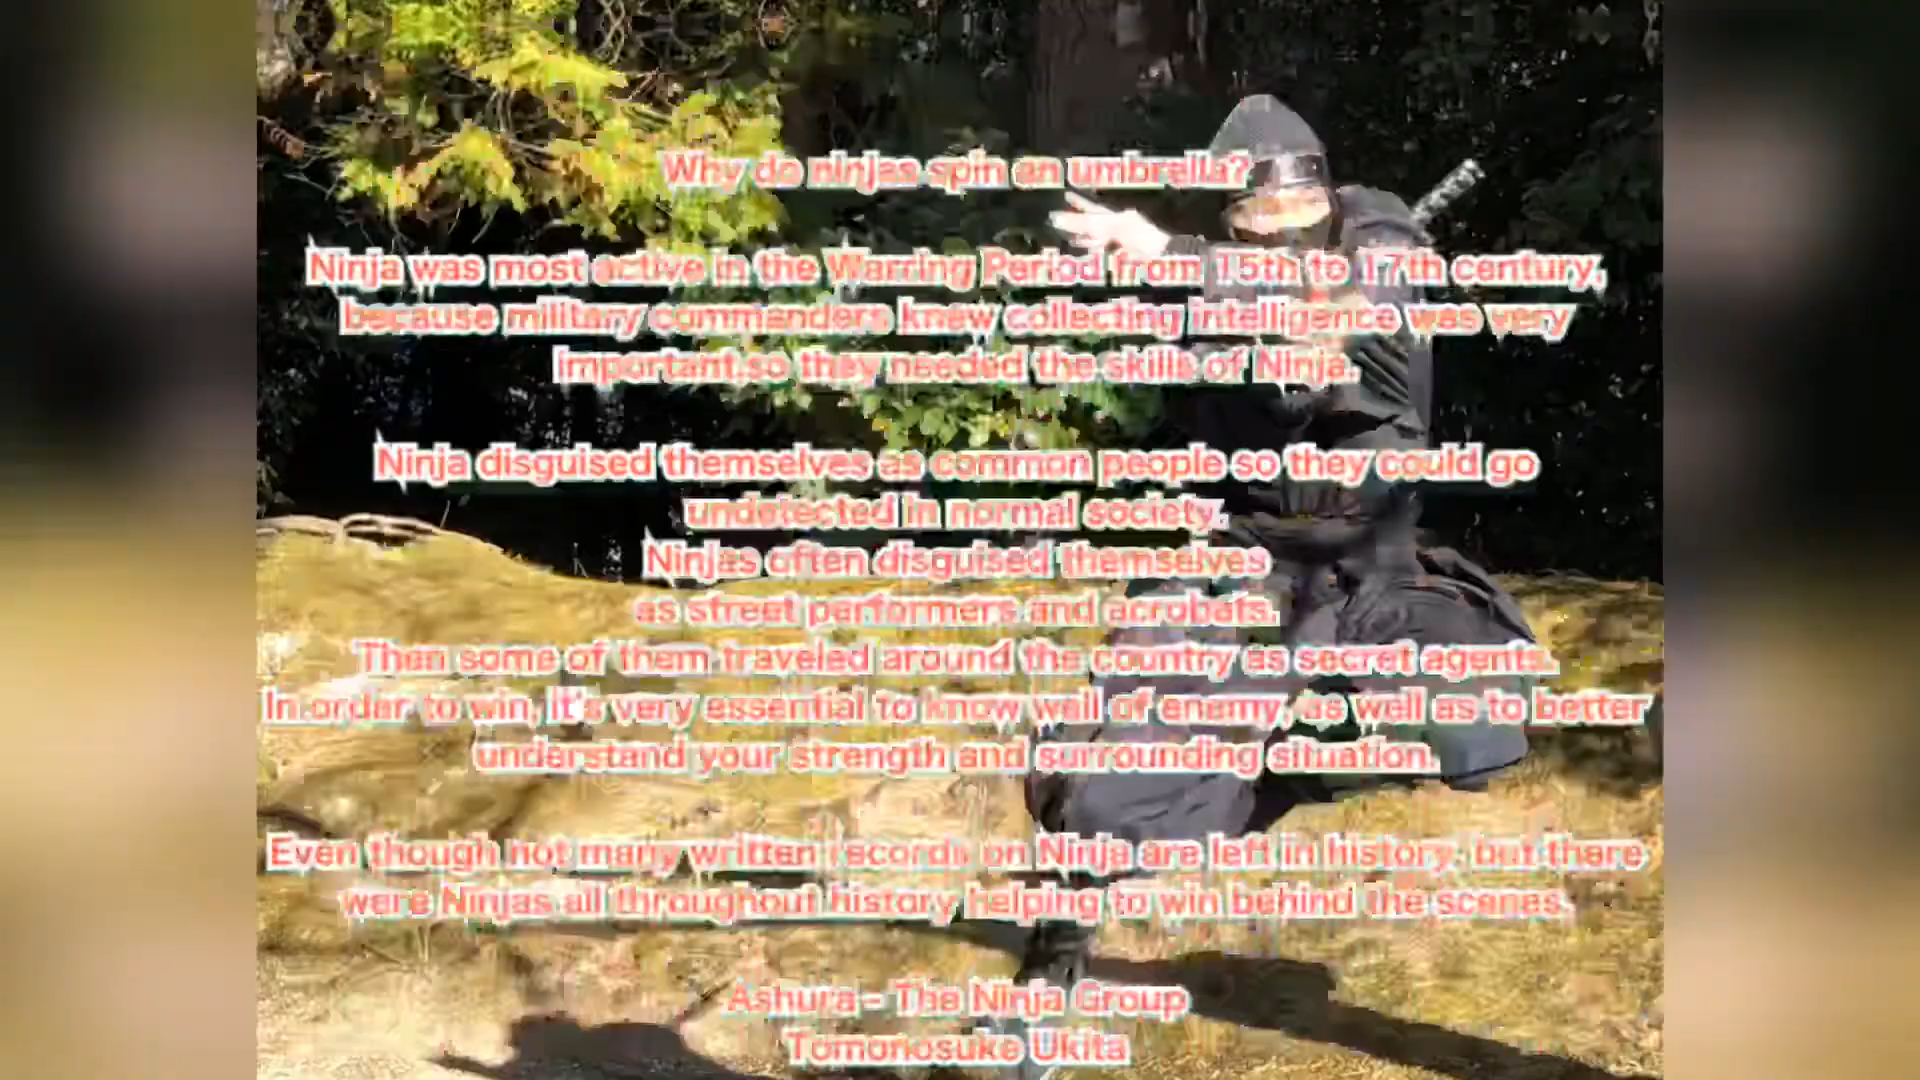 Why do ninjas spin an umbrella?
Ninja was most active in the Warring Period from 15th to 17th century,
because military commanders knew collecting intelligence was very
important,so they needed the skills of Ninja.
Ninja disguised themselves as common people so they could go
undetected in normal society.
Ninjas often disguised themselves
as street performers and acrobats.
Then some of them traveled around the country as secret agents.
In order to win, it's very essential to know well of enemy, as well as to better
understand your strength and surrounding situation.
Even though not many written records on Ninja are left in history, but there
were Ninjas all throughout history helping to win behind the scenes.
Ashura - The Ninja Group
Tomonosuke Ukita